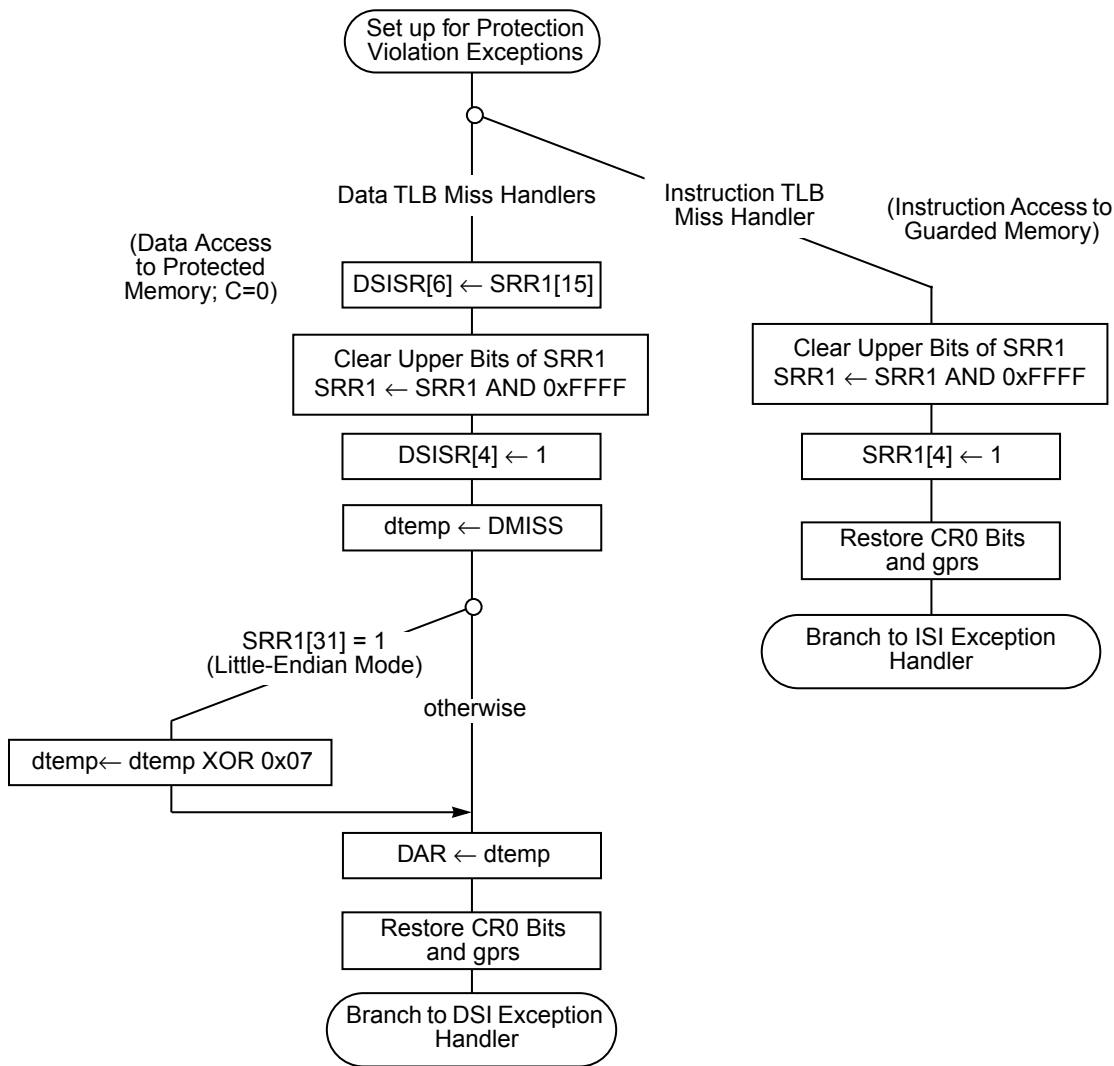 Set up for Protection
Violation Exceptions
Data TLB Miss Handlers
Instruction TLB
Miss Handler
(Instruction Access to
Guarded Memory)
(Data Access
to Protected
Memory; C=0)
DSISR[6] ← SRR1[15]
Clear Upper Bits of SRR1
SRR1 ← SRR1 AND 0xFFFF
DSISR[4] ← 1
dtemp ← DMISS
Clear Upper Bits of SRR1
SRR1 ← SRR1 AND 0xFFFF
SRR1[4] ← 1
Restore CR0 Bits
and gprs
Branch to ISI Exception
Handler
SRR1[31] = 1
(Little-Endian Mode)
otherwise
dtemp← dtemp XOR 0x07
DAR ← dtemp
Restore CR0 Bits
and gprs
Branch to DSI Exception
Handler